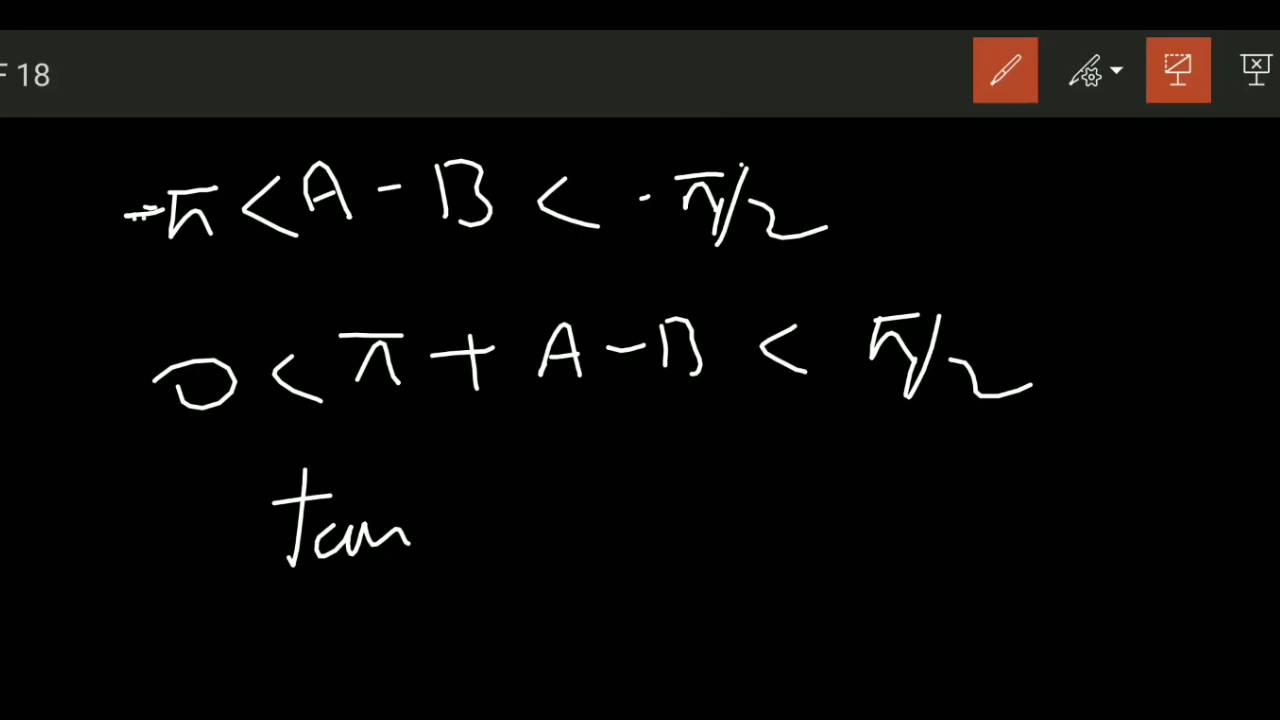 F 18
-π < A - B < -π/2
0 < π + A - B < π/2
tan